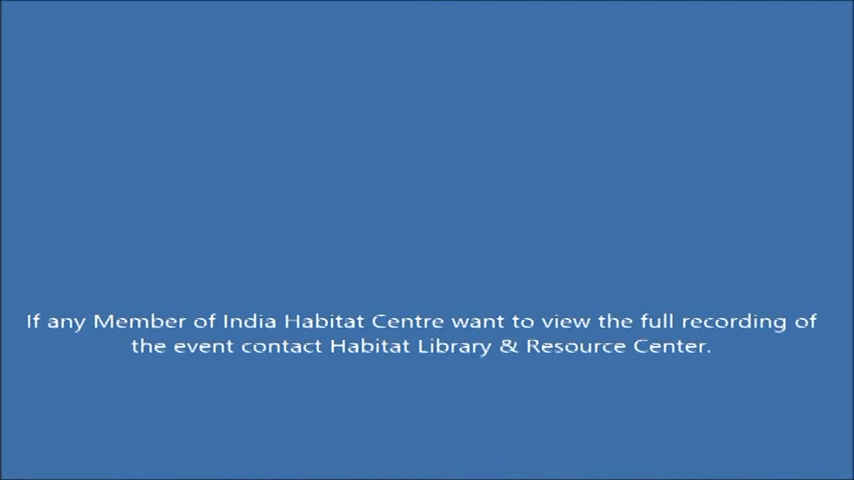 If any Member of India Habitat Centre want to view the full recording of
the event contact Habitat Library & Resource Center.